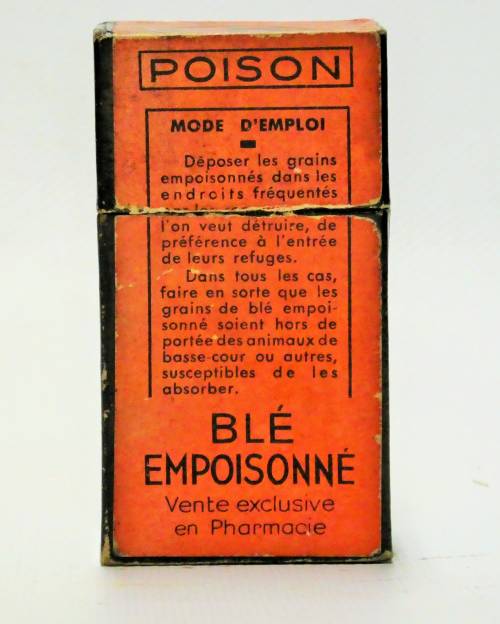 POISON
MODE D'EMPLOI
Déposer les grains
empoisonnés dans les
endroits fréquentés
l'on veut détruire, de
préférence à l'entrée
de leurs refuges.
Dans tous les cas,
faire en sorte que les
grains de blé empoi-
sonné soient hors de
portée des animaux de
basse-cour ou autres,
susceptibles de les
absorber.
BLÉ
EMPOISONNÉ
Vente exclusive
en Pharmacie